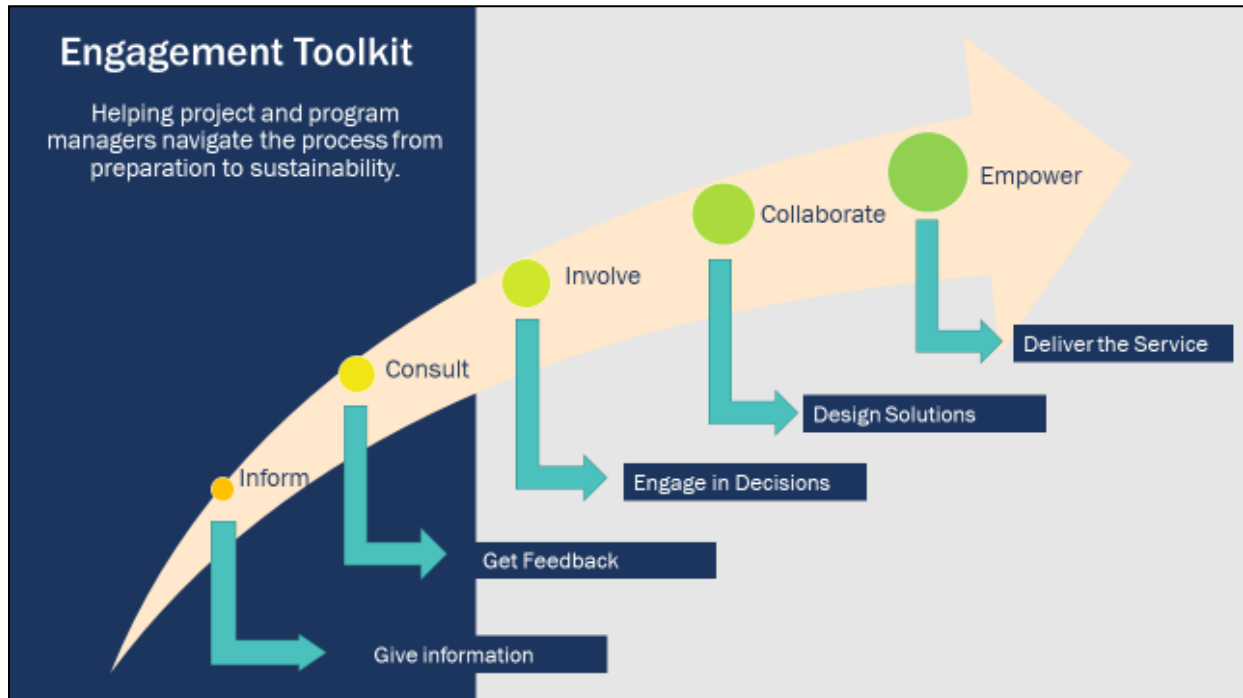 Engagement Toolkit
Helping project and program
managers navigate the process from
preparation to sustainability.
Empower
Collaborate
Involve
Deliver the Service
Consult
Design Solutions
Inform
Engage in Decisions
Get Feedback
Give information